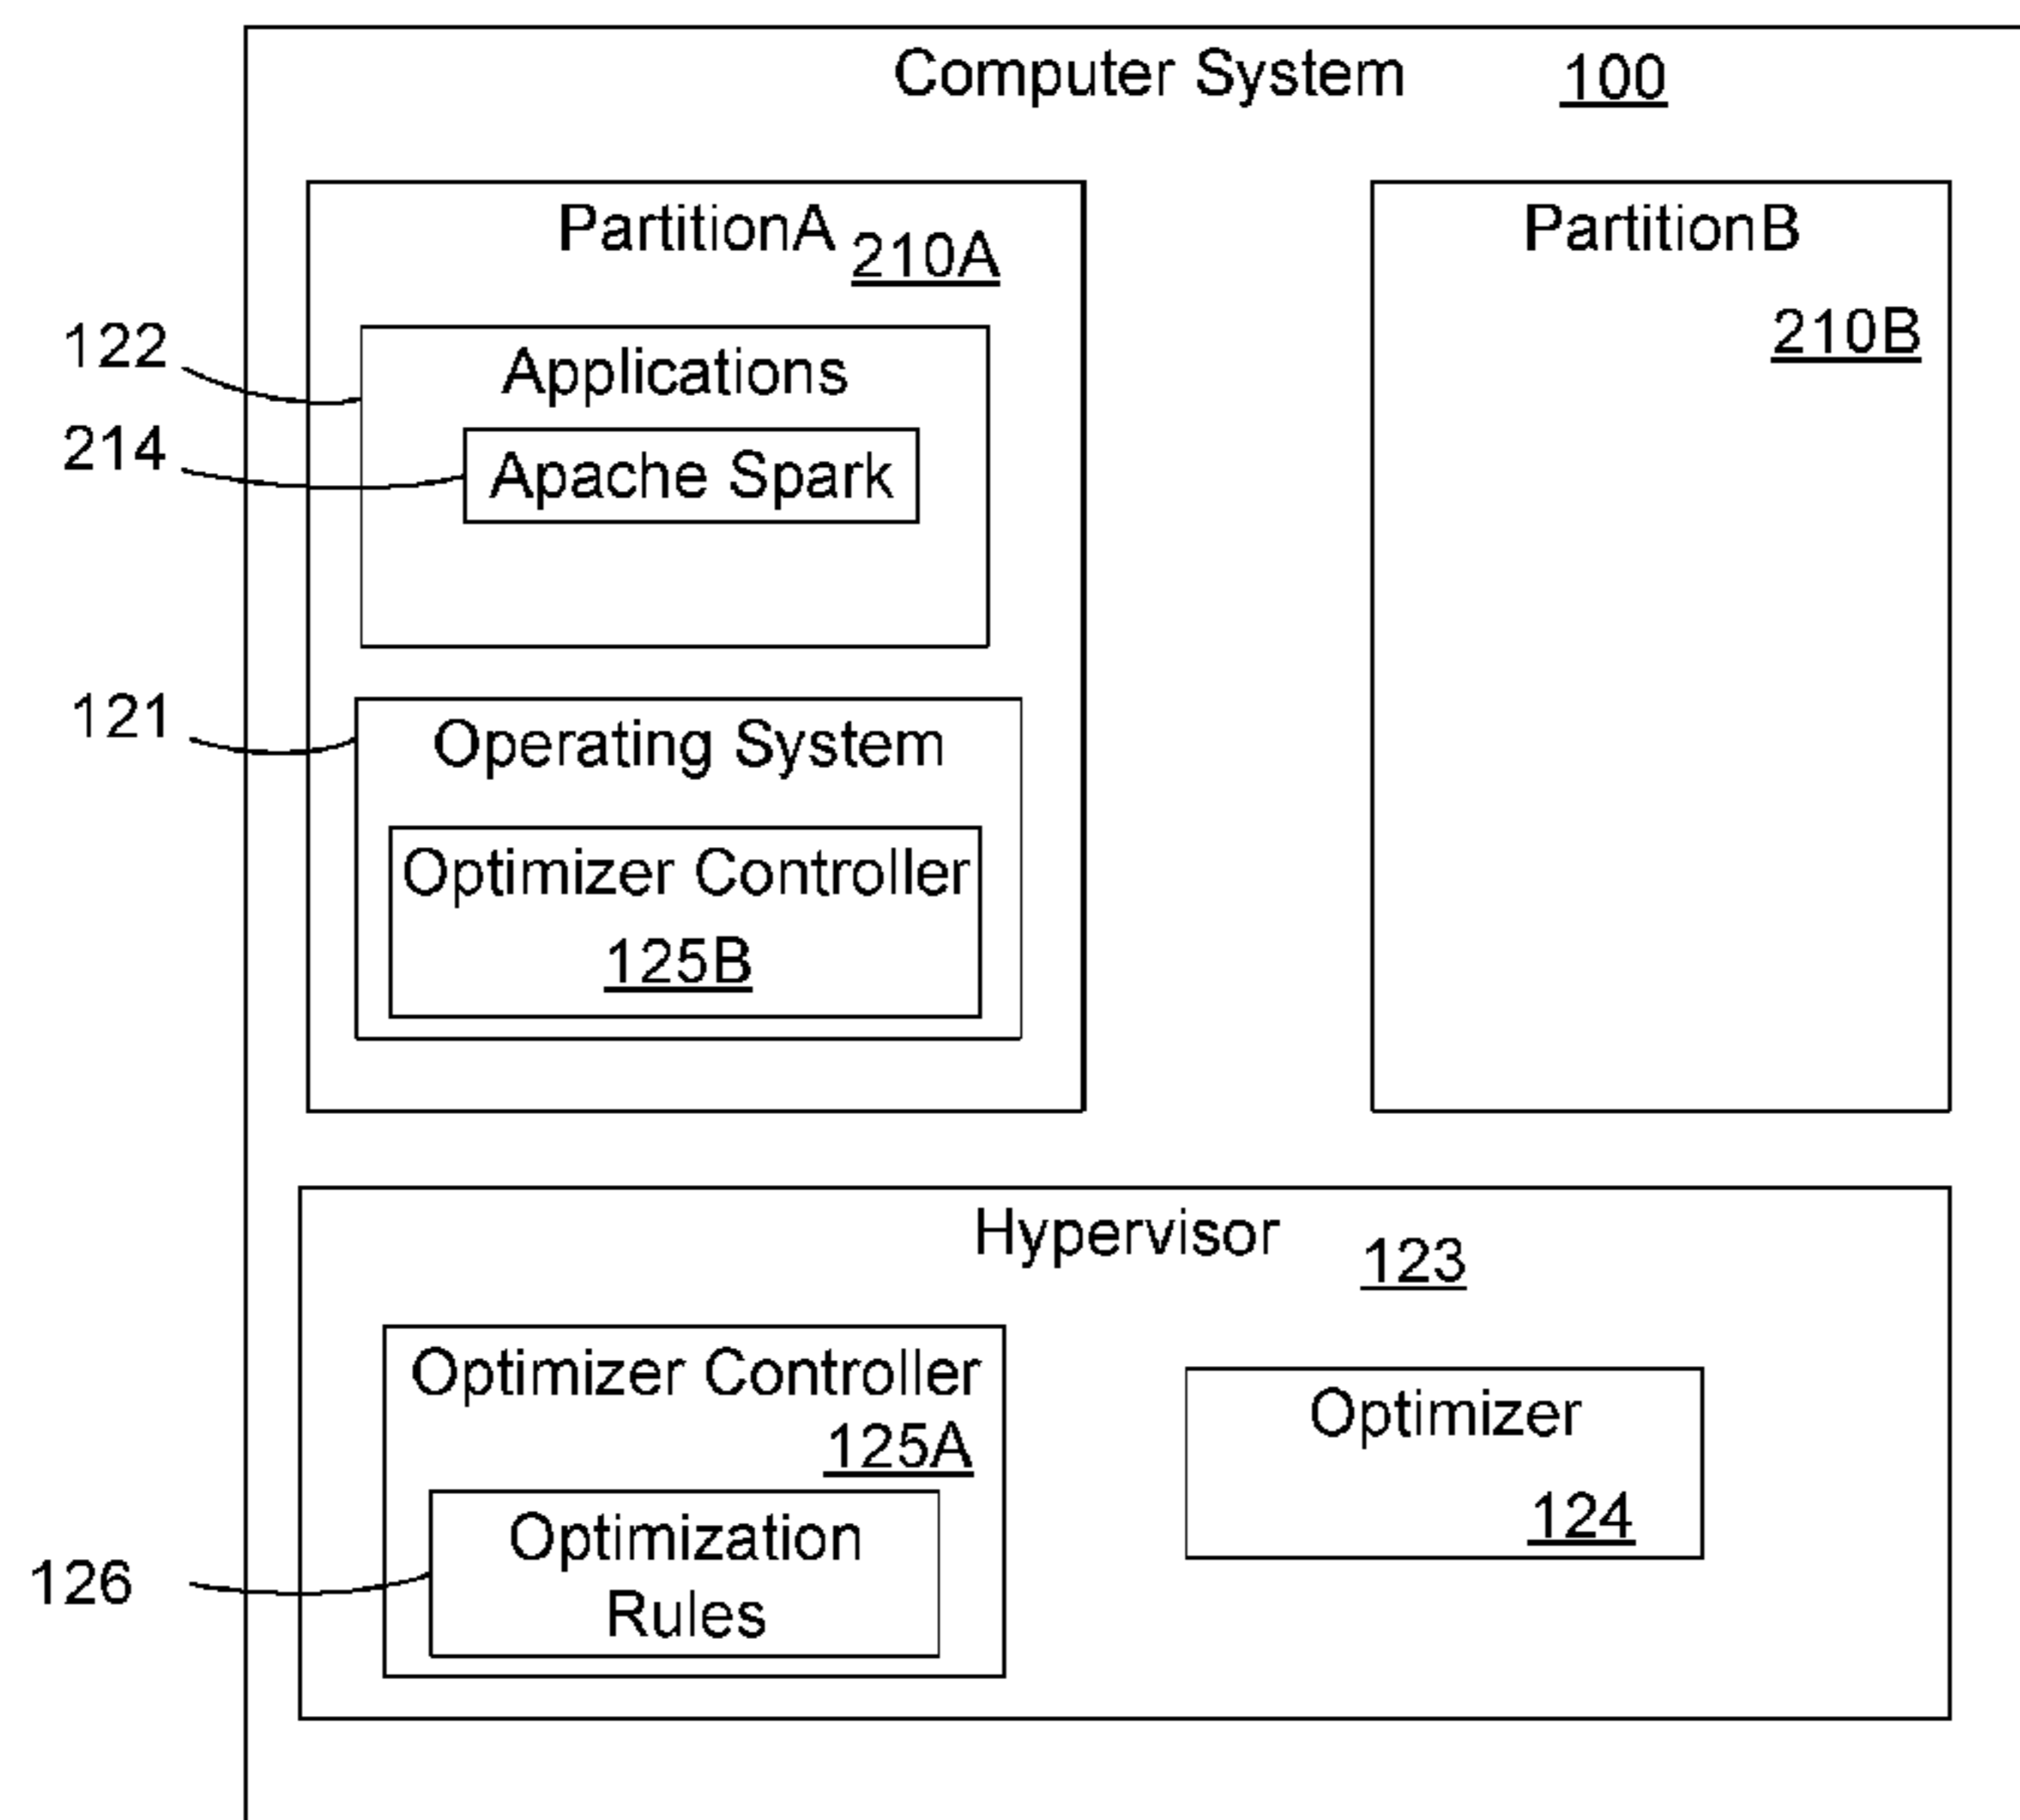 Computer System 100
PartitionA 210A
PartitionB
210B
122
Applications
214
Apache Spark
121
Operating System
Optimizer Controller
125B
Hypervisor 123
Optimizer Controller
125A
Optimizer
124
126
Optimization
Rules